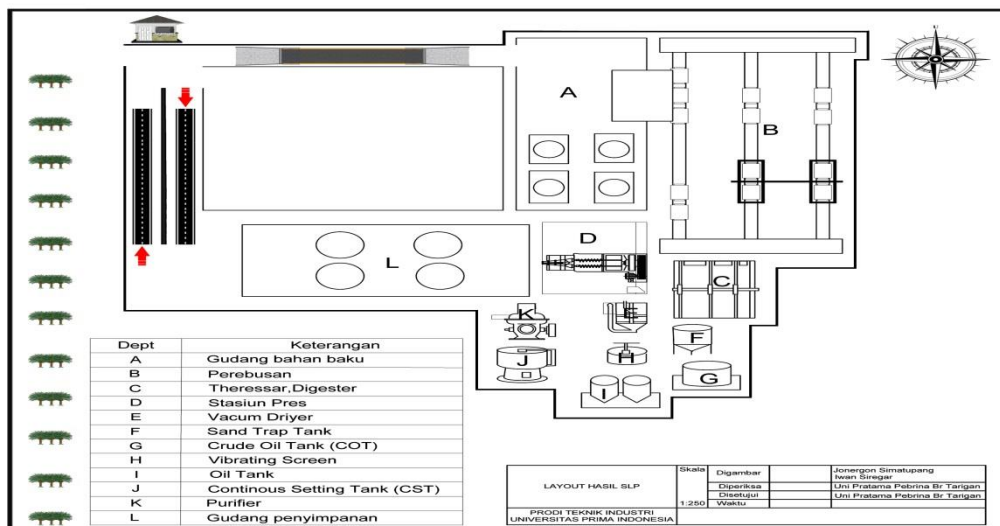 A
B
D
L
C
K
E
F
J
H
I
G
Dept Keterangan
A Gudang bahan baku
B Perebusan
C Theressar,Digester
D Stasiun Pres
E Vacum Driyer
F Sand Trap Tank
G Crude Oil Tank (COT)
H Vibrating Screen
I Oil Tank
J Continous Setting Tank (CST)
K Purifier
L Gudang penyimpanan
LAYOUT HASIL SLP
PRODI TEKNIK INDUSTRI
UNIVERSITAS PRIMA INDONESIA
Skala
1:250
Digambar Jonergon Simatupang
Iwan Siregar
Diperiksa Uni Pratama Pebrina Br Tarigan
Disetujui Uni Pratama Pebrina Br Tarigan
Waktu